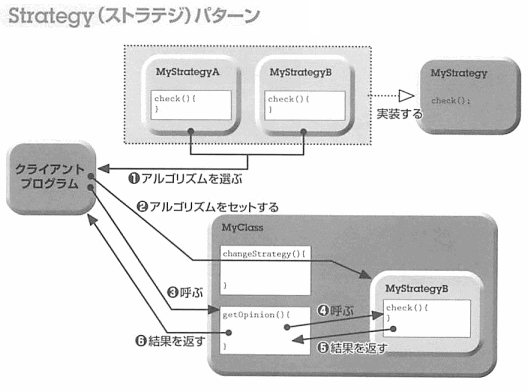 Strategy(ストラテジ)パターン
MyStrategyA
check(){
}
MyStrategyB
check(){
}
実装する
MyStrategy
check();
クライアント
プログラム
❶アルゴリズムを選ぶ
❷アルゴリズムをセットする
MyClass
changeStrategy(){
}
❸呼ぶ
getOpinion(){
}
❹呼ぶ
MyStrategyB
check(){
}
❺結果を返す
❻結果を返す